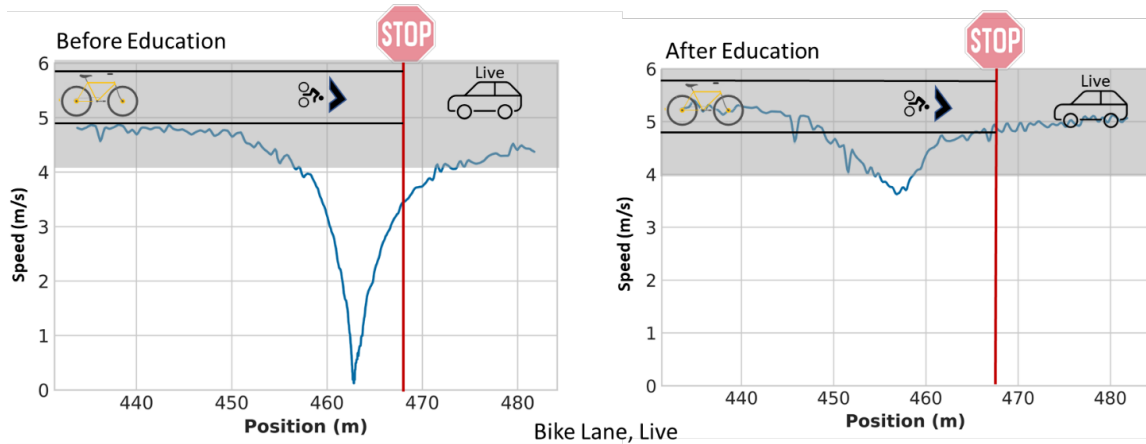 Before Education
STOP
Live
6
5
4
3
2
1
0
Speed (m/s)
440
450
460
470
480
Position (m)
After Education
STOP
Live
6
5
4
3
2
1
0
Speed (m/s)
440
450
460
470
480
Position (m)
Bike Lane, Live